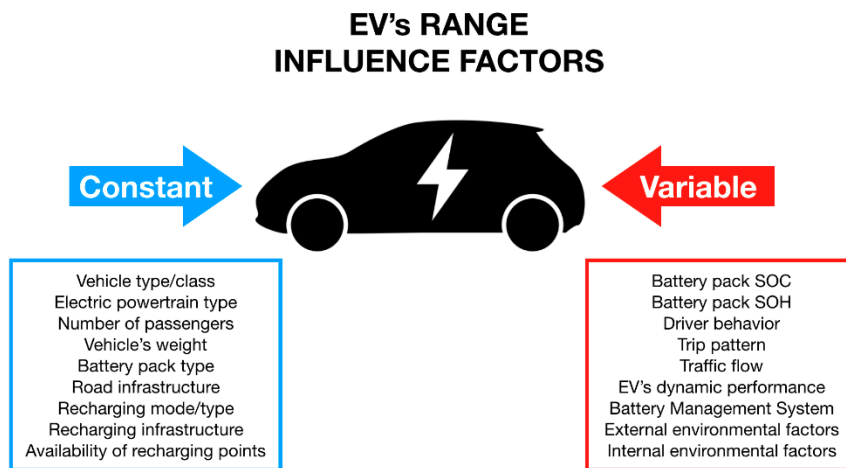 EV's RANGE
INFLUENCE FACTORS
Constant
Variable
Vehicle type/class
Electric powertrain type
Number of passengers
Vehicle's weight
Battery pack type
Road infrastructure
Recharging mode/type
Recharging infrastructure
Availability of recharging points
Battery pack SOC
Battery pack SOH
Driver behavior
Trip pattern
Traffic flow
EV's dynamic performance
Battery Management System
External environmental factors
Internal environmental factors